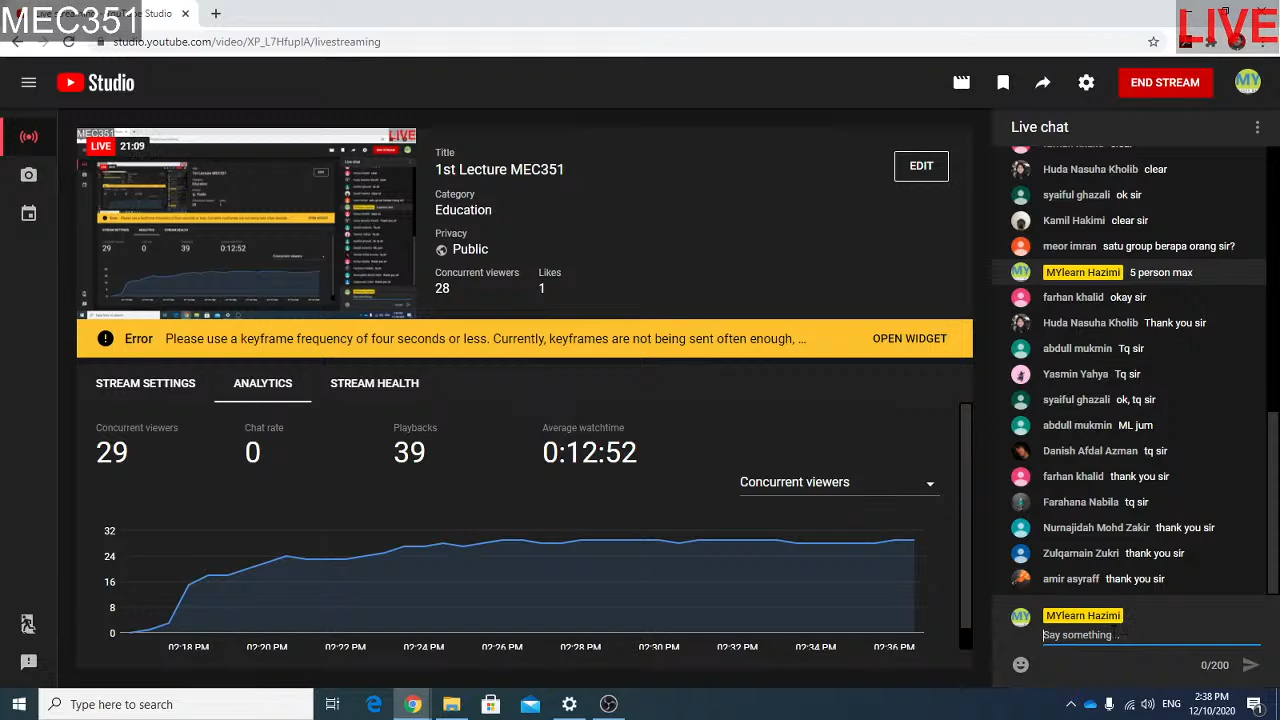 MEC351
LIVE
YouTube Studio
studio.youtube.com/video/XP_L7HfupIA/livestreaming
Studio
END STREAM
MY
LIVE 21:09
Title
1st Lecture MEC351
EDIT
Category
Education
Privacy
Public
Concurrent viewers Likes
28 1
Error Please use a keyframe frequency of four seconds or less. Currently, keyframes are not being sent often enough, ...
OPEN WIDGET
STREAM SETTINGS ANALYTICS STREAM HEALTH
Concurrent viewers Chat rate Playbacks Average watchtime
29 0 39 0:12:52
Concurrent viewers
32
24
16
8
0
02:18 PM 02:20 PM 02:22 PM 02:24 PM 02:26 PM 02:28 PM 02:30 PM 02:32 PM 02:34 PM 02:36 PM
Live chat
Huda Nasuha Kholib clear
syaiful ghazali ok sir
Kamil Hakimi clear sir
meor imran satu group berapa orang sir?
MYlearn Hazimi 5 person max
farhan khalid okay sir
Huda Nasuha Kholib Thank you sir
abdull mukmin Tq sir
Yasmin Yahya Tq sir
syaiful ghazali ok, tq sir
abdull mukmin ML jum
Danish Afdal Azman tq sir
farhan khalid thank you sir
Farahana Nabila tq sir
Nurnajidah Mohd Zakir thank you sir
Zulqarnain Zukri thank you sir
amir asyraff thank you sir
MYlearn Hazimi
Say something...
0/200
Type here to search
ENG
2:38 PM
12/10/2020